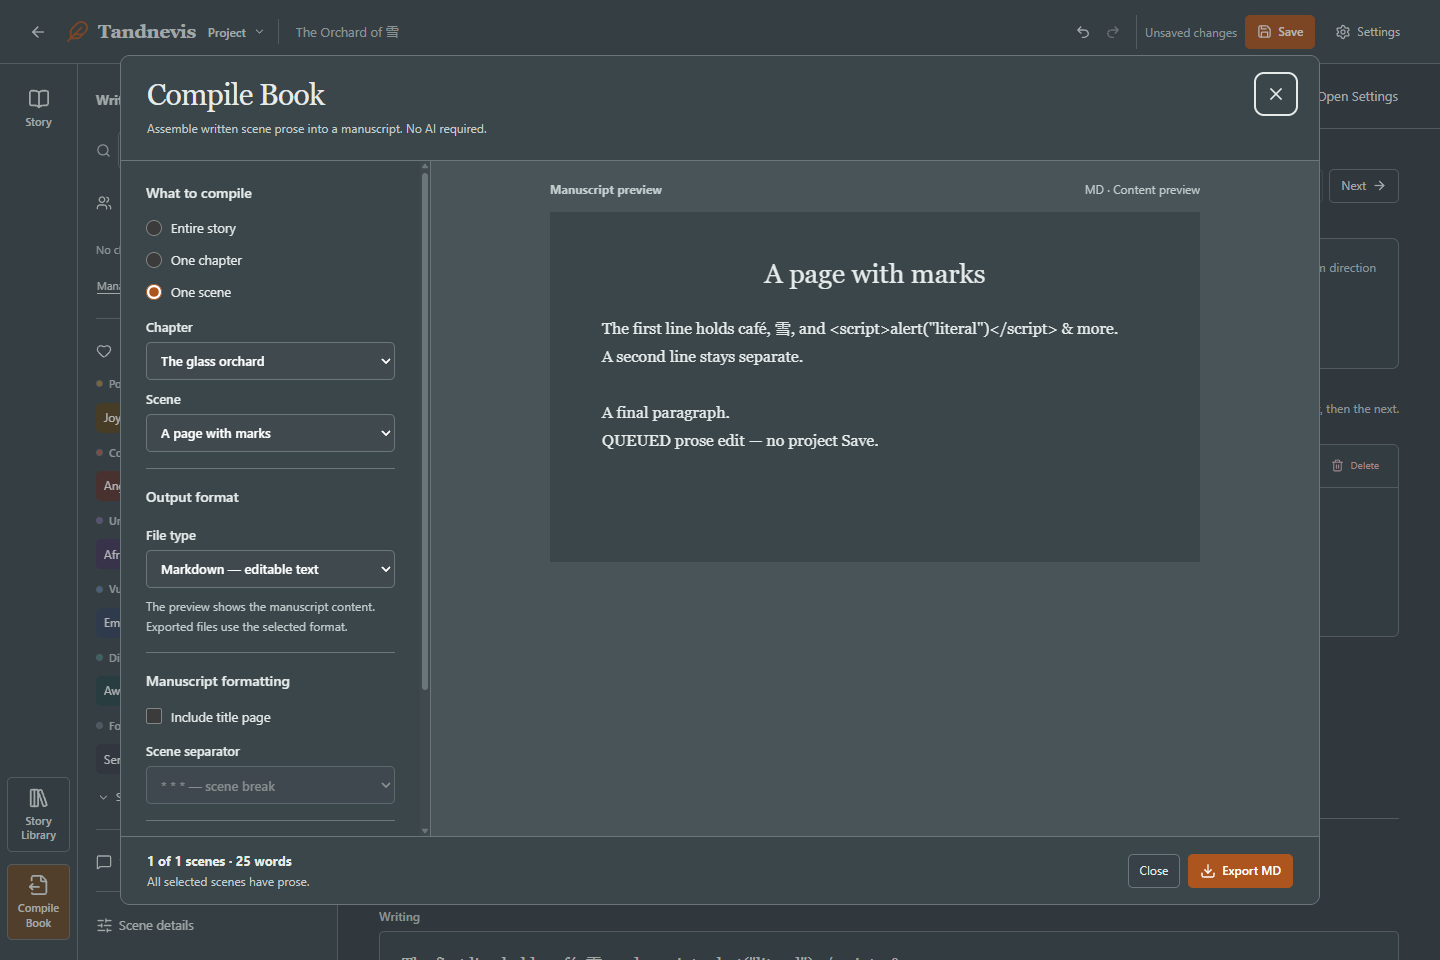 Tandnevis
Project
The Orchard of 雪
Unsaved changes
Save
Settings
Story
Open Settings
Next
No
direction
, then the next.
Delete
Story
Library
Compile
Book
Scene details
Writing
Compile Book
Assemble written scene prose into a manuscript. No AI required.
What to compile
Entire story
One chapter
One scene
Chapter
The glass orchard
Scene
A page with marks
Output format
File type
Markdown — editable text
The preview shows the manuscript content.
Exported files use the selected format.
Manuscript formatting
Include title page
Scene separator
* * * — scene break
Manuscript preview
MD · Content preview
A page with marks
The first line holds café, 雪, and <script>alert("literal")</script> & more.
A second line stays separate.
A final paragraph.
QUEUED prose edit — no project Save.
1 of 1 scenes · 25 words
All selected scenes have prose.
Close
Export MD